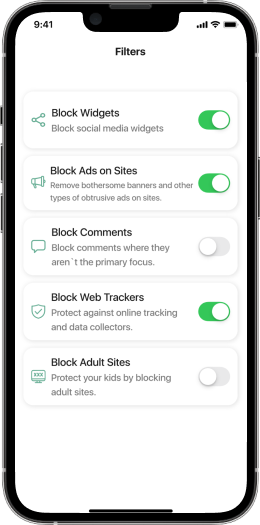 9:41
Filters
Block Widgets
Block social media widgets
Block Ads on Sites
Remove bothersome banners and other
types of obtrusive ads on sites.
Block Comments
Block comments where they
aren`t the primary focus.
Block Web Trackers
Protect against online tracking
and data collectors.
Block Adult Sites
XXX
Protect your kids by blocking
adult sites.